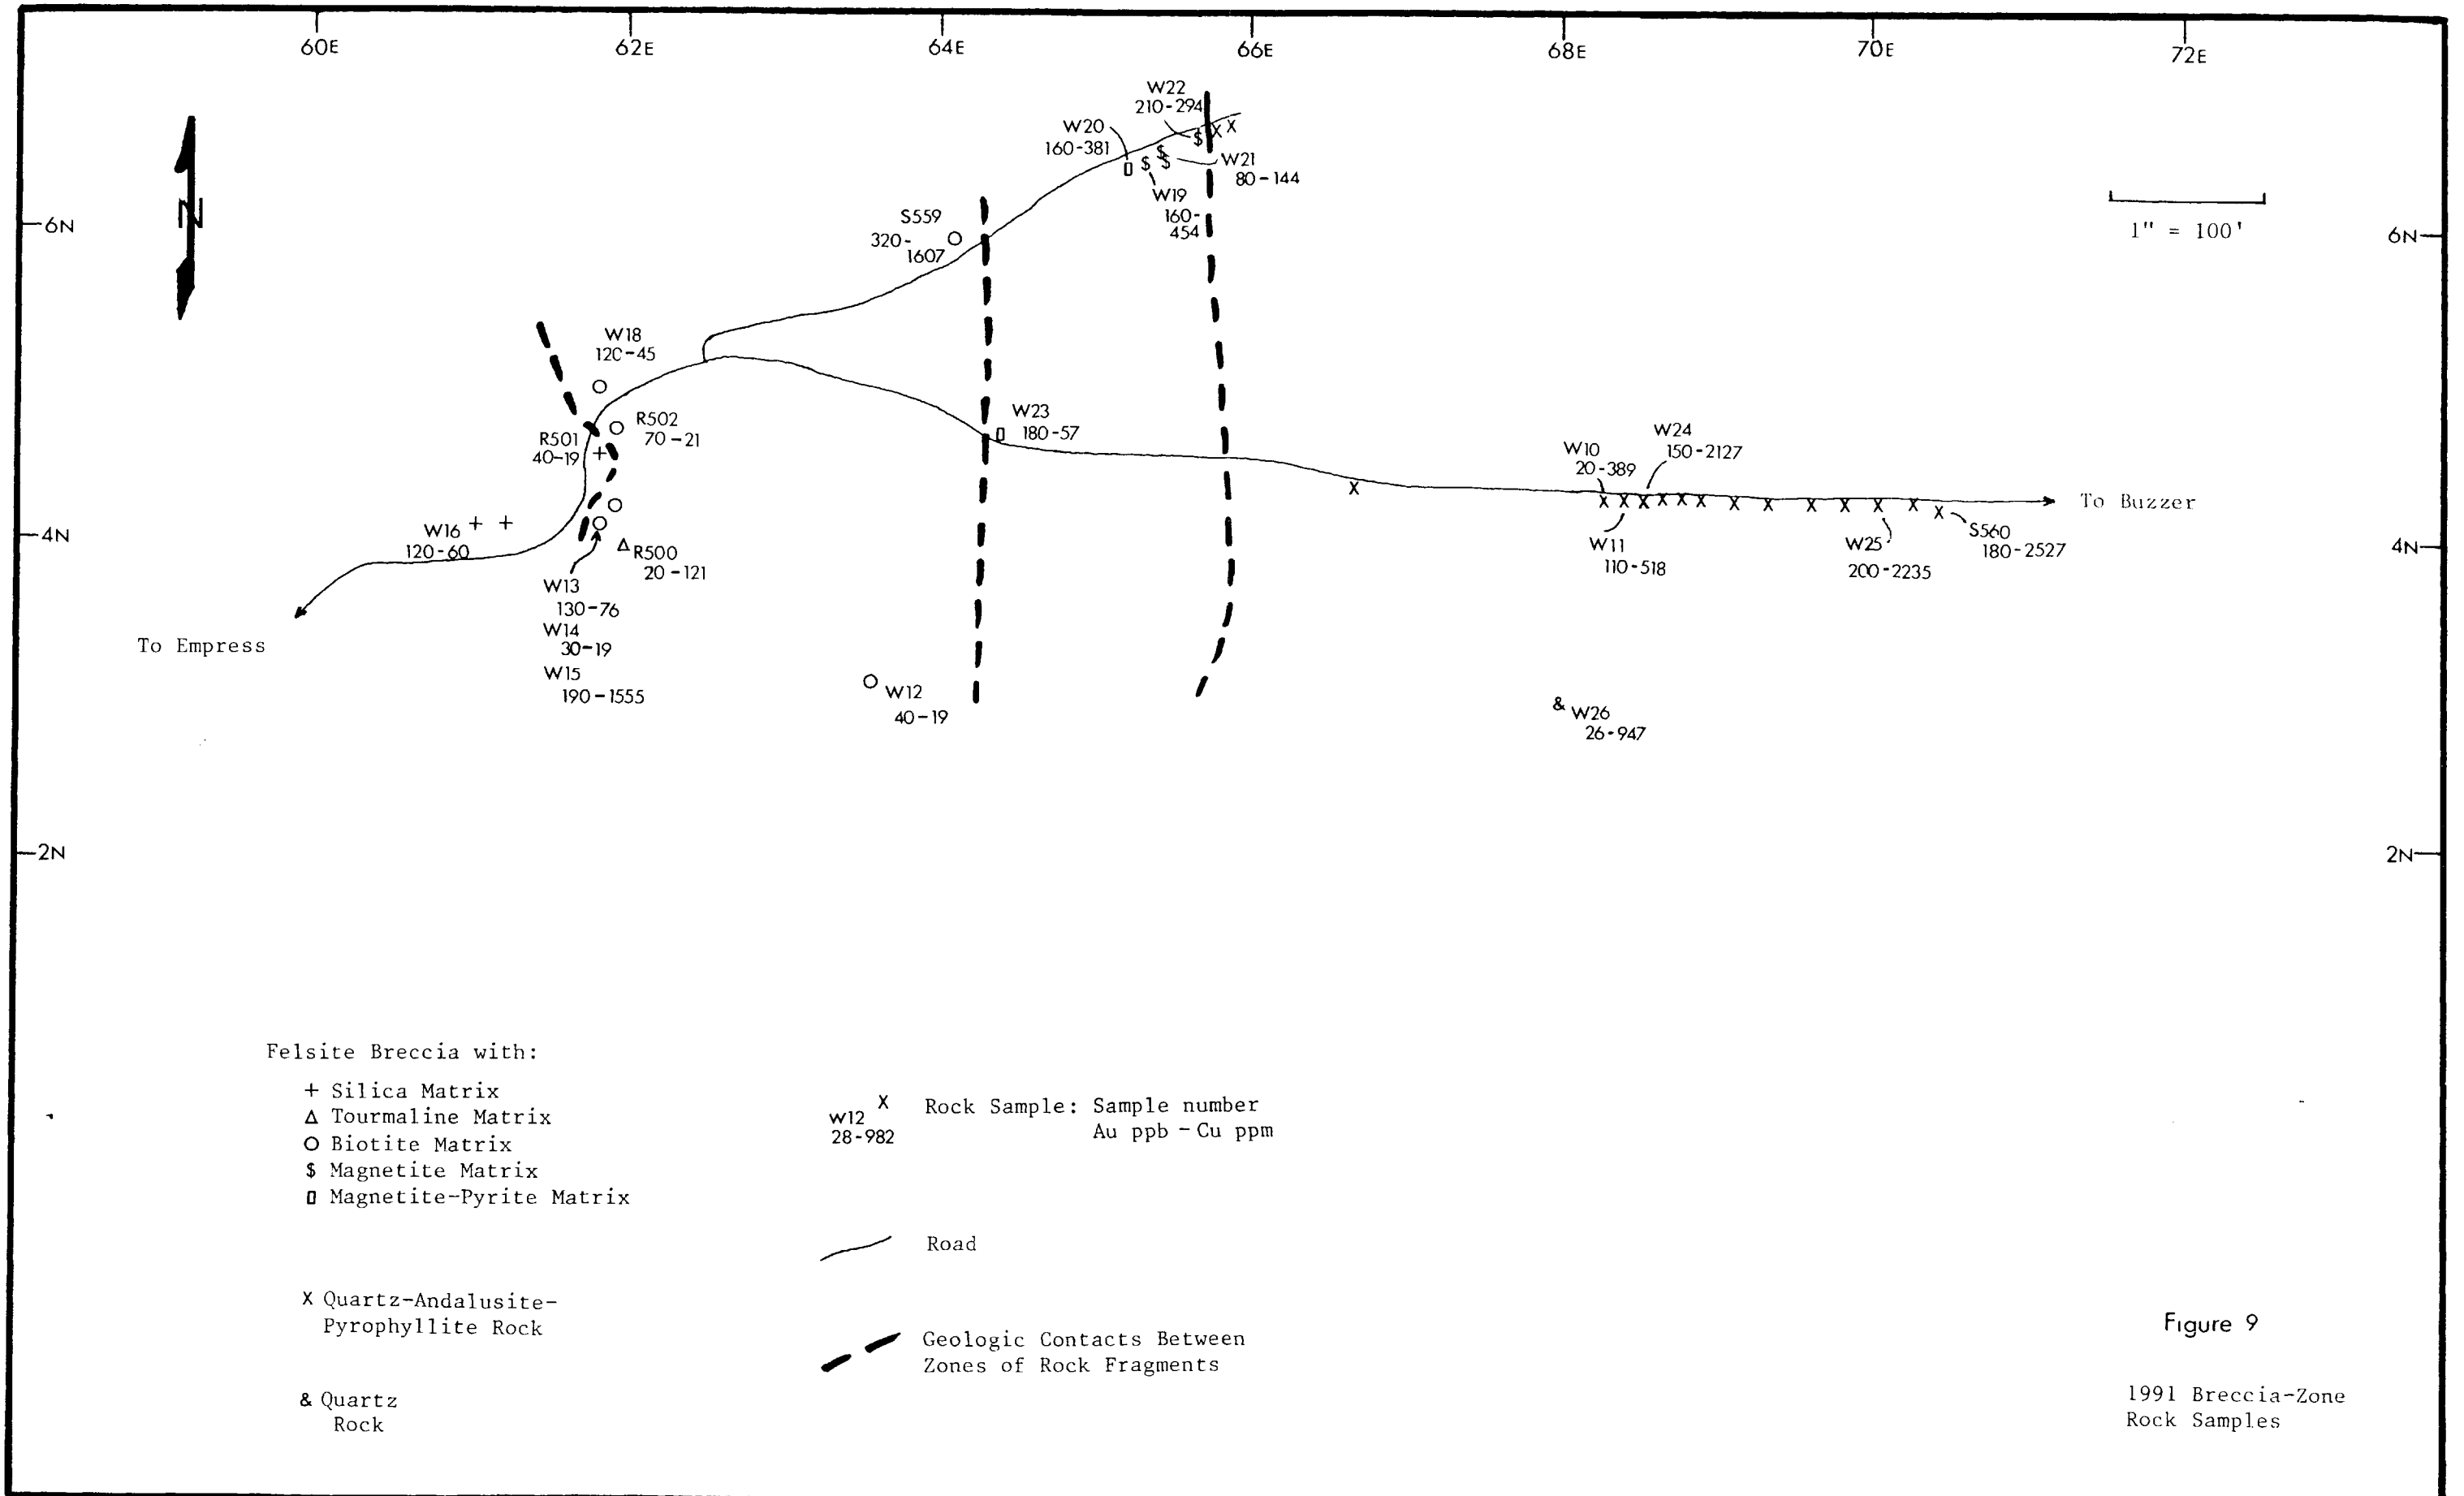 60E 62E 64E 66E 68E 70E 72E
W22
210-294
W20
160-381
W21
80-144
W19
160-
454
N
6N
6N
1" = 100'
S559
320-
1607
W18
120-45
R502
70-21
R501
40-19
W23
180-57
W24
150-2127
W10
20-389
To Buzzer
W16
120-60
4N
4N
R500
20-121
W11
110-518
W25
200-2235
S560
180-2527
W13
130-76
W14
30-19
W15
190-1555
To Empress
W12
40-19
& W26
26-947
2N
2N
Felsite Breccia with:
+ Silica Matrix
Δ Tourmaline Matrix
O Biotite Matrix
$ Magnetite Matrix
▯ Magnetite-Pyrite Matrix
X Quartz-Andalusite-
Pyrophyllite Rock
& Quartz
Rock
X
W12
28-982
Rock Sample: Sample number
Au ppb - Cu ppm
Road
Geologic Contacts Between
Zones of Rock Fragments
Figure 9
1991 Breccia-Zone
Rock Samples